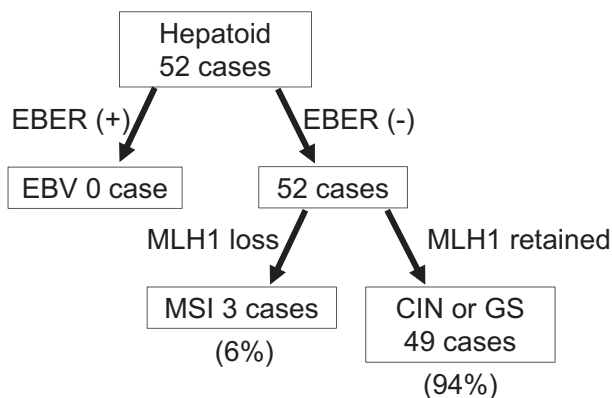 Hepatoid
52 cases
EBER (+)
EBER (-)
EBV 0 case
52 cases
MLH1 loss
MLH1 retained
MSI 3 cases
(6%)
CIN or GS
49 cases
(94%)